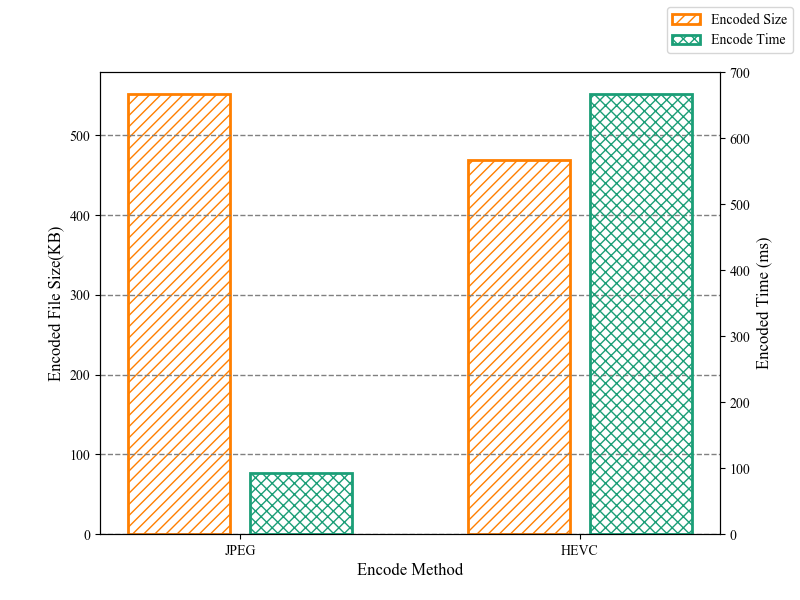 Encoded Size
Encode Time
700
600
500
400
300
200
100
0
500
400
300
200
100
0
Encoded File Size(KB)
Encoded Time (ms)
JPEG
HEVC
Encode Method